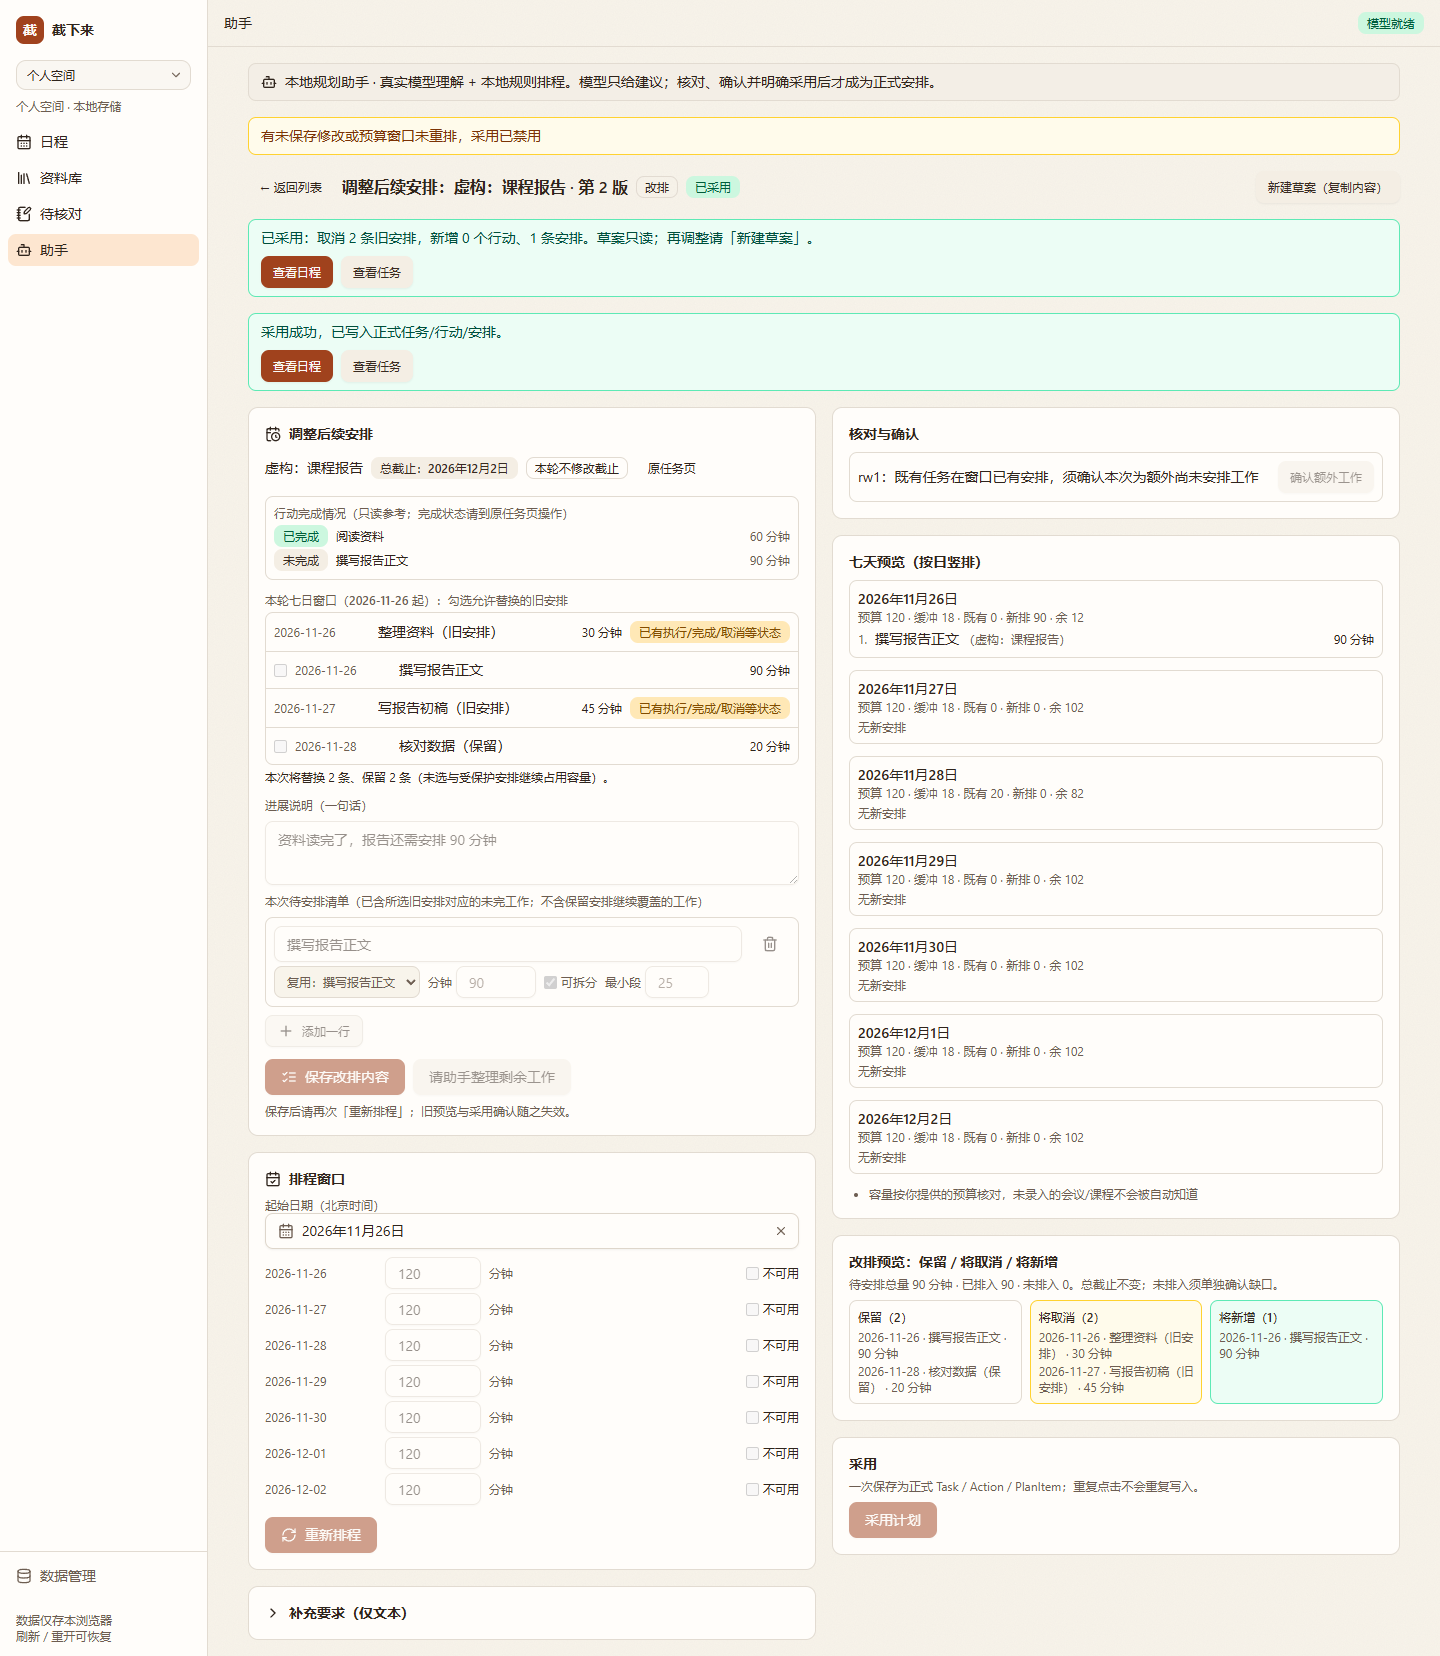 截 截下来
个人空间
个人空间 · 本地存储
日程
资料库
待核对
助手
数据管理
数据仅存本浏览器
刷新 / 重开可恢复
助手
模型就绪
本地规划助手 · 真实模型理解 + 本地规则排程。模型只给建议；核对、确认并明确采用后才成为正式安排。
有未保存修改或预算窗口未重排，采用已禁用
← 返回列表 调整后续安排：虚构：课程报告 · 第 2 版 改排 已采用 新建草案（复制内容）
已采用：取消 2 条旧安排，新增 0 个行动、1 条安排。草案只读；再调整请「新建草案」。
查看日程 查看任务
采用成功，已写入正式任务/行动/安排。
查看日程 查看任务
调整后续安排
虚构：课程报告 总截止：2026年12月2日 本轮不修改截止 原任务页
行动完成情况（只读参考；完成状态请到原任务页操作）
已完成 阅读资料 60 分钟
未完成 撰写报告正文 90 分钟
本轮七日窗口（2026-11-26 起）：勾选允许替换的旧安排
2026-11-26 整理资料（旧安排） 30 分钟 已有执行/完成/取消等状态
2026-11-26 撰写报告正文 90 分钟
2026-11-27 写报告初稿（旧安排） 45 分钟 已有执行/完成/取消等状态
2026-11-28 核对数据（保留） 20 分钟
本次将替换 2 条、保留 2 条（未选与受保护安排继续占用容量）。
进展说明（一句话）
资料读完了，报告还需安排 90 分钟
本次待安排清单（已含所选旧安排对应的未完工作；不含保留安排继续覆盖的工作）
撰写报告正文
复用：撰写报告正文 分钟 90 可拆分 最小段 25
添加一行
保存改排内容 请助手整理剩余工作
保存后请再次「重新排程」；旧预览与采用确认随之失效。
排程窗口
起始日期（北京时间）
2026年11月26日
2026-11-26 120 分钟 不可用
2026-11-27 120 分钟 不可用
2026-11-28 120 分钟 不可用
2026-11-29 120 分钟 不可用
2026-11-30 120 分钟 不可用
2026-12-01 120 分钟 不可用
2026-12-02 120 分钟 不可用
重新排程
补充要求（仅文本）
核对与确认
rw1：既有任务在窗口已有安排，须确认本次为额外尚未安排工作 确认额外工作
七天预览（按日竖排）
2026年11月26日
预算 120 · 缓冲 18 · 既有 0 · 新排 90 · 余 12
1. 撰写报告正文 （虚构：课程报告） 90 分钟
2026年11月27日
预算 120 · 缓冲 18 · 既有 0 · 新排 0 · 余 102
无新安排
2026年11月28日
预算 120 · 缓冲 18 · 既有 20 · 新排 0 · 余 82
无新安排
2026年11月29日
预算 120 · 缓冲 18 · 既有 0 · 新排 0 · 余 102
无新安排
2026年11月30日
预算 120 · 缓冲 18 · 既有 0 · 新排 0 · 余 102
无新安排
2026年12月1日
预算 120 · 缓冲 18 · 既有 0 · 新排 0 · 余 102
无新安排
2026年12月2日
预算 120 · 缓冲 18 · 既有 0 · 新排 0 · 余 102
无新安排
• 容量按你提供的预算核对，未录入的会议/课程不会被自动知道
改排预览：保留 / 将取消 / 将新增
待安排总量 90 分钟 · 已排入 90 · 未排入 0。总截止不变；未排入须单独确认缺口。
保留（2）
2026-11-26 · 撰写报告正文 ·
90 分钟
2026-11-28 · 核对数据（保
留） · 20 分钟
将取消（2）
2026-11-26 · 整理资料（旧安
排） · 30 分钟
2026-11-27 · 写报告初稿（旧
安排） · 45 分钟
将新增（1）
2026-11-26 · 撰写报告正文 ·
90 分钟
采用
一次保存为正式 Task / Action / PlanItem；重复点击不会重复写入。
采用计划